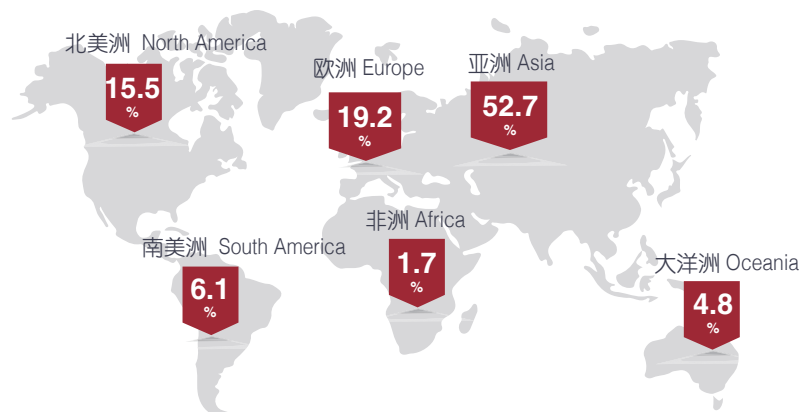 北美洲 North America
15.5
%
欧洲 Europe
19.2
%
亚洲 Asia
52.7
%
南美洲 South America
6.1
%
非洲 Africa
1.7
%
大洋洲 Oceania
4.8
%